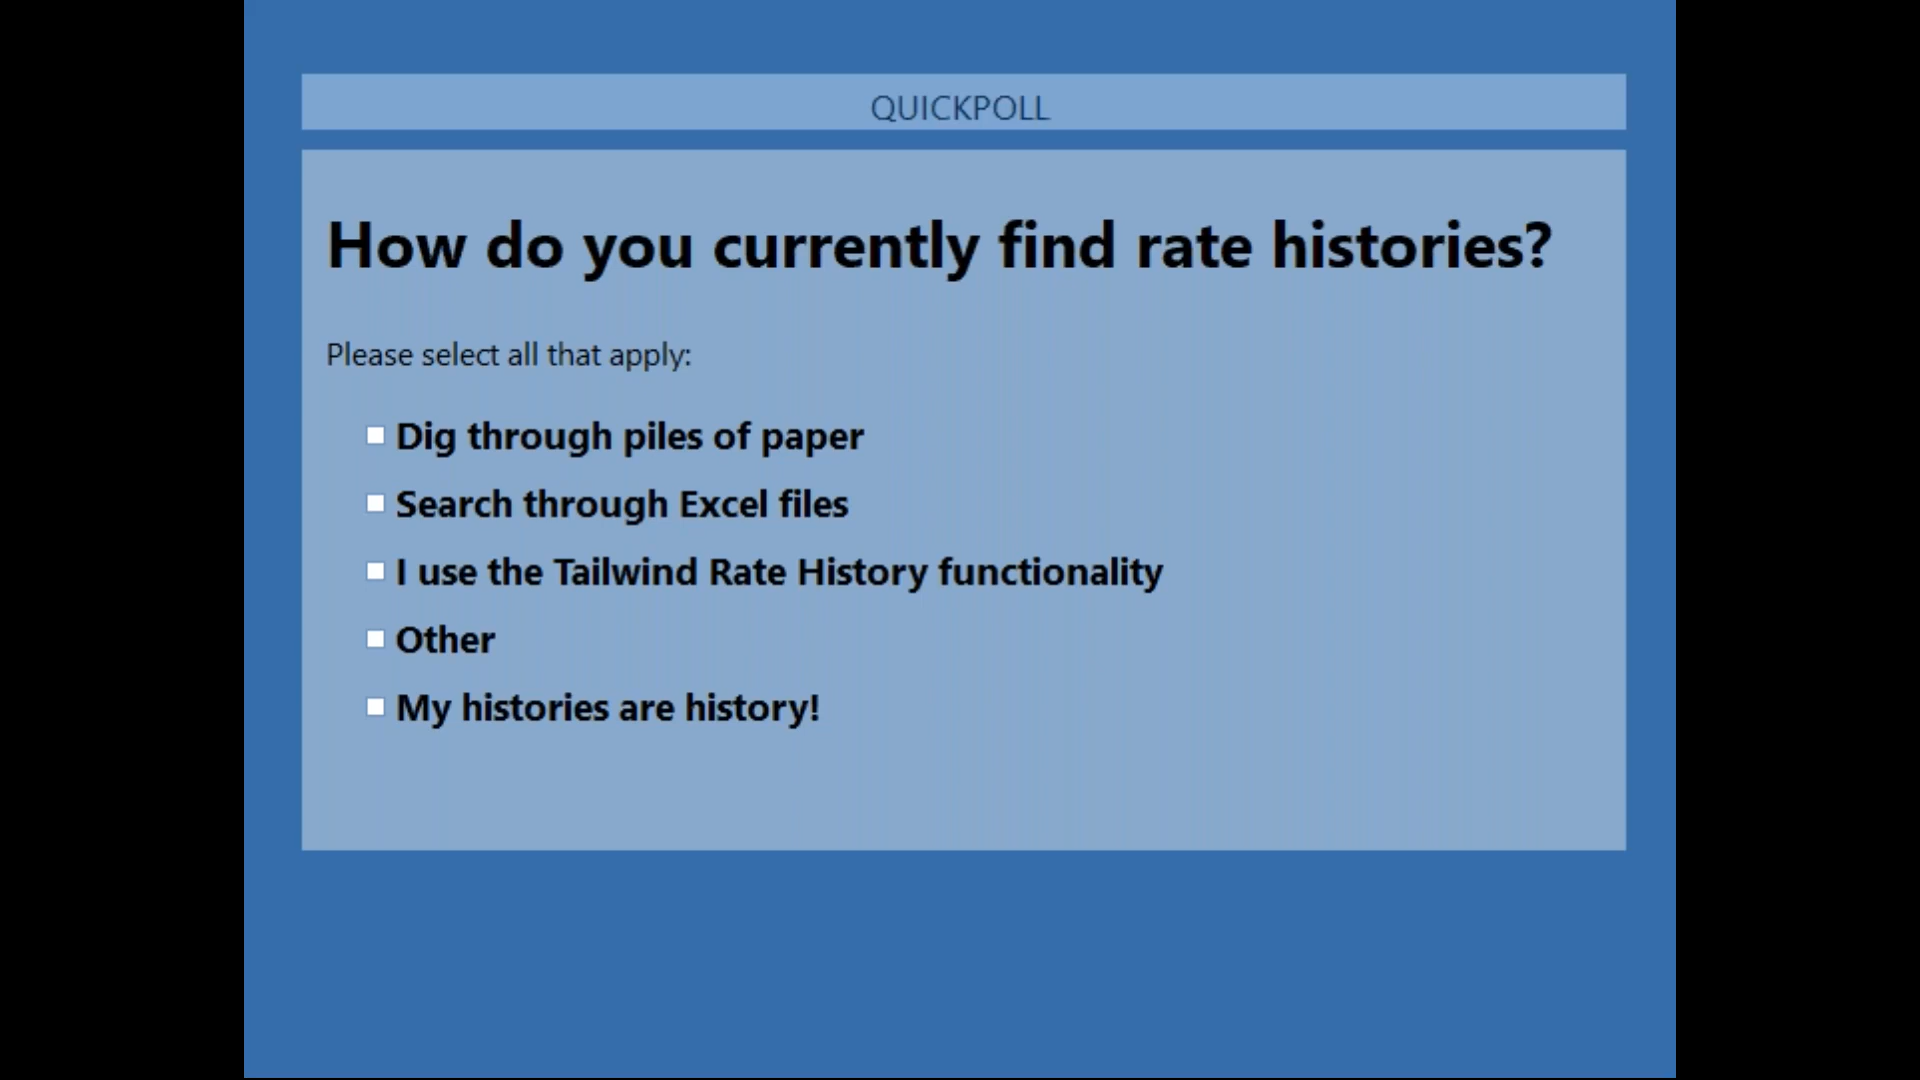 QUICKPOLL
How do you currently find rate histories?
Please select all that apply:
Dig through piles of paper
Search through Excel files
I use the Tailwind Rate History functionality
Other
My histories are history!